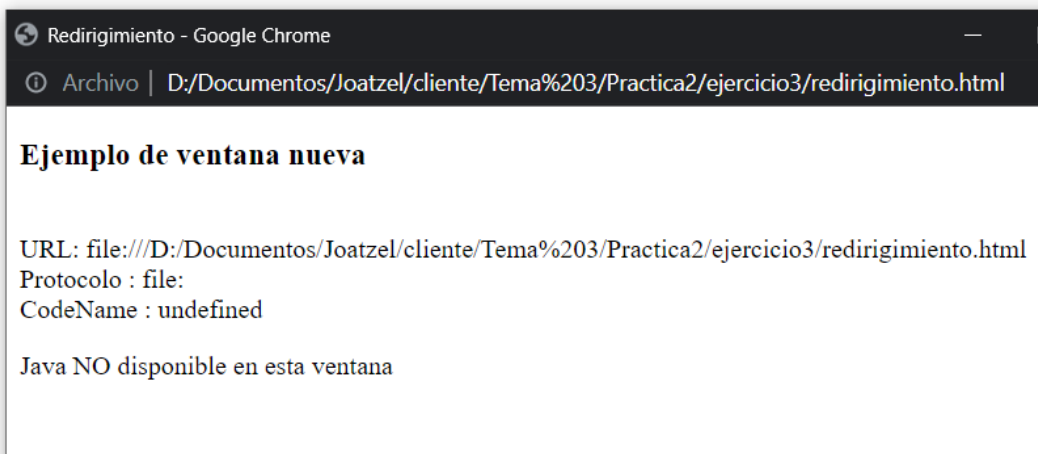 Redirigimiento - Google Chrome
Archivo | D:/Documentos/Joatzel/cliente/Tema%203/Practica2/ejercicio3/redirigimiento.html
Ejemplo de ventana nueva
URL: file:///D:/Documentos/Joatzel/cliente/Tema%203/Practica2/ejercicio3/redirigimiento.html
Protocolo : file:
CodeName : undefined
Java NO disponible en esta ventana